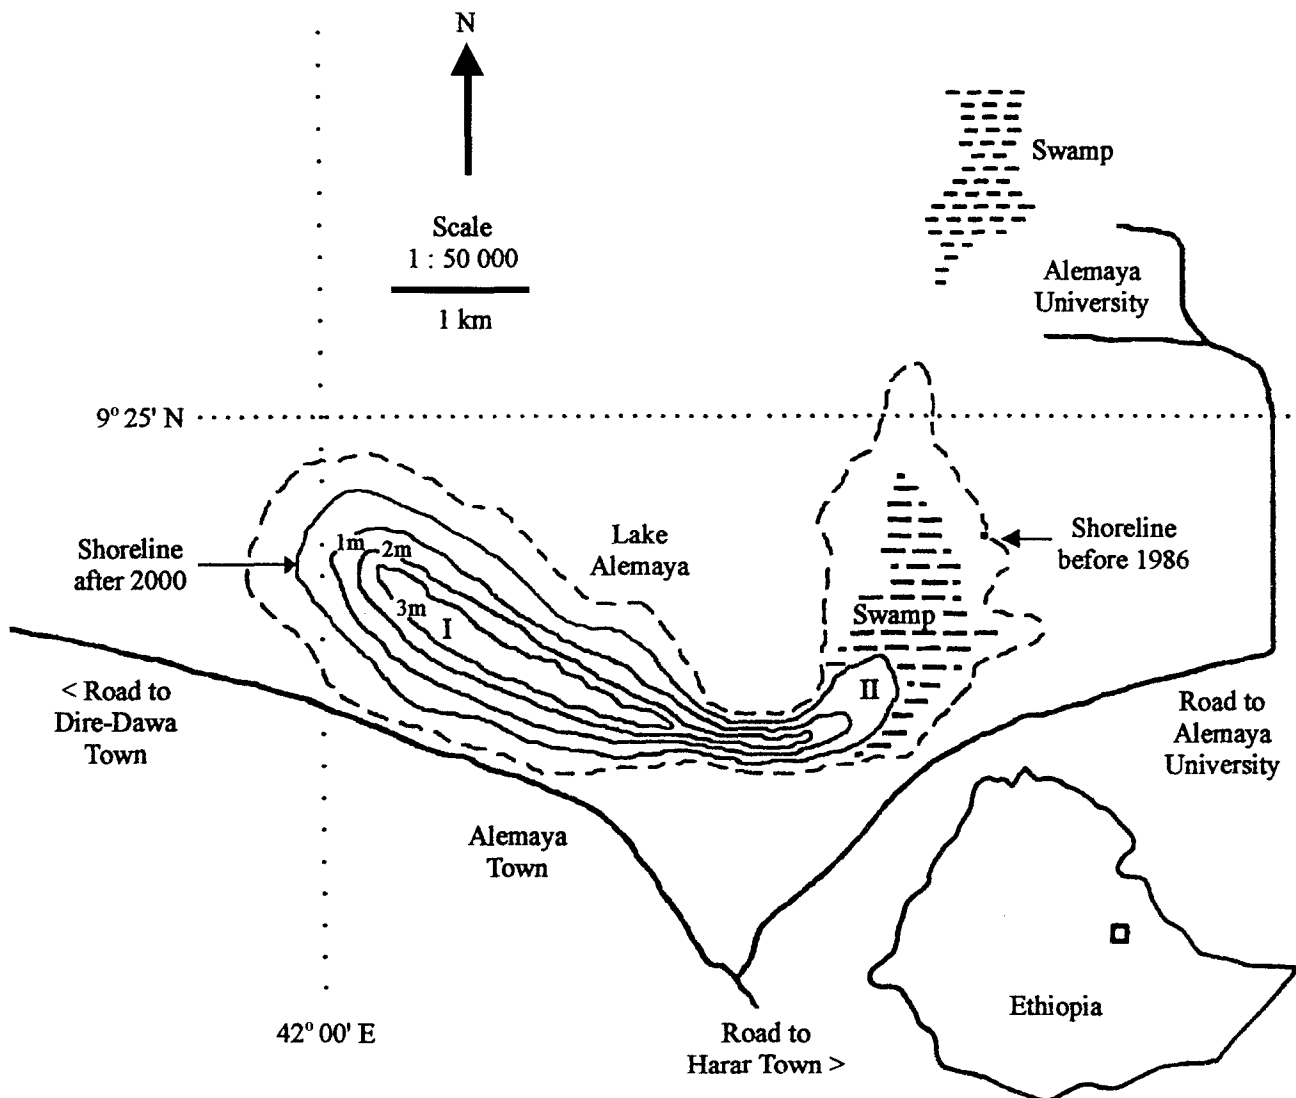 N
Swamp
Scale
1 : 50 000
1 km
Alemaya
University
9° 25' N
Shoreline
after 2000
1m
2m
3m
I
Lake
Alemaya
Shoreline
before 1986
Swamp
II
< Road to
Dire-Dawa
Town
Road to
Alemaya
University
Alemaya
Town
42° 00' E
Road to
Harar Town >
Ethiopia